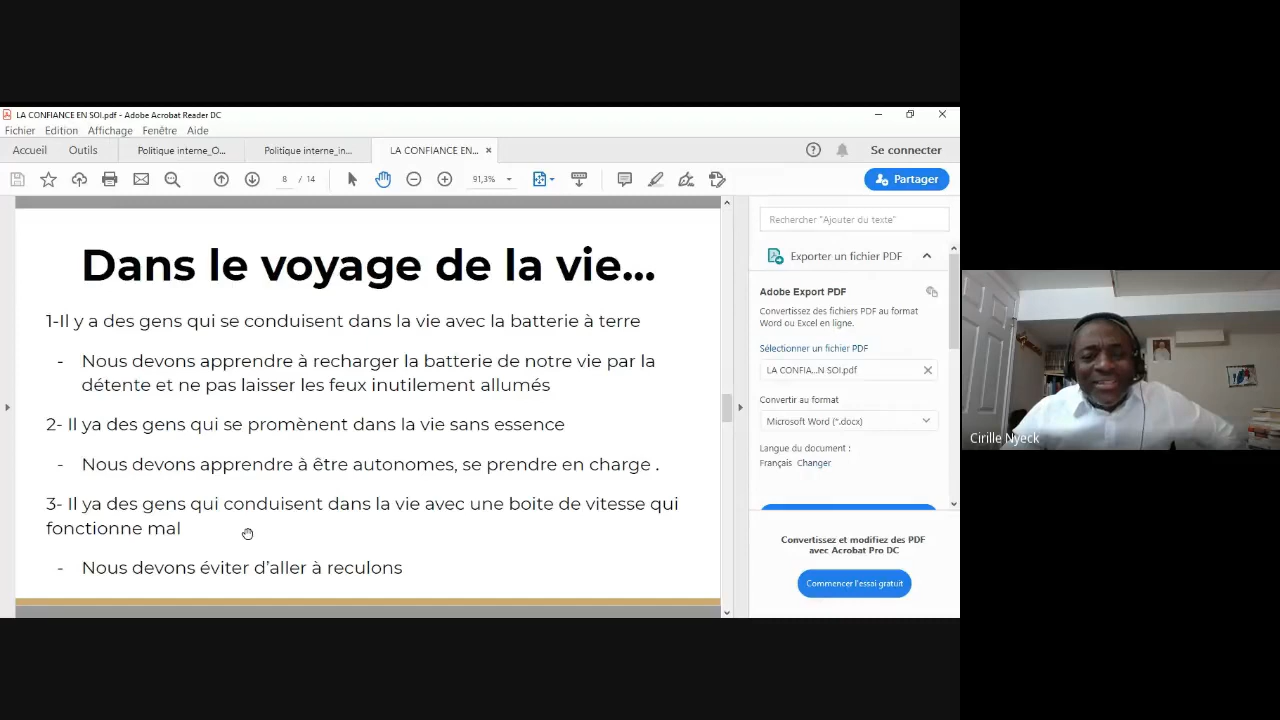 LA CONFIANCE EN SOI.pdf - Adobe Acrobat Reader DC
Fichier Edition Affichage Fenêtre Aide
Accueil Outils Politique interne_O... Politique interne_in... LA CONFIANCE EN... Se connecter
8 / 14 91,3% Partager
Dans le voyage de la vie...
1-Il y a des gens qui se conduisent dans la vie avec la batterie à terre
- Nous devons apprendre à recharger la batterie de notre vie par la
détente et ne pas laisser les feux inutilement allumés
2- Il ya des gens qui se promènent dans la vie sans essence
- Nous devons apprendre à être autonomes, se prendre en charge .
3- Il ya des gens qui conduisent dans la vie avec une boite de vitesse qui
fonctionne mal
- Nous devons éviter d'aller à reculons
Rechercher "Ajouter du texte"
Exporter un fichier PDF
Adobe Export PDF
Convertissez des fichiers PDF au format
Word ou Excel en ligne.
Sélectionner un fichier PDF
LA CONFIA...N SOI.pdf
Convertir au format
Microsoft Word (*.docx)
Langue du document :
Français Changer
Convertissez et modifiez des PDF
avec Acrobat Pro DC
Commencer l'essai gratuit
Cirille Nyeck